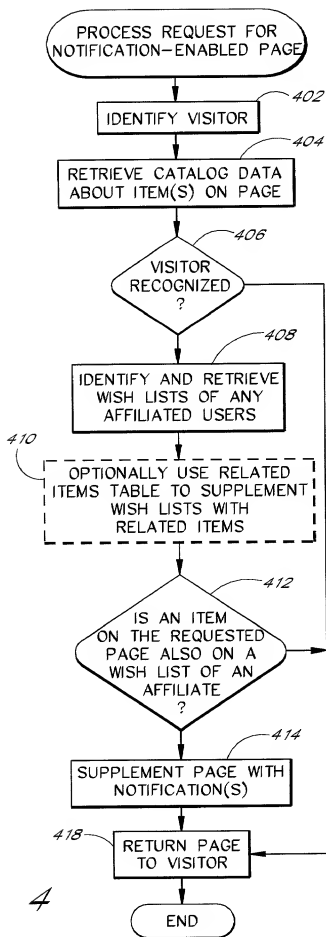 PROCESS REQUEST FOR
NOTIFICATION-ENABLED PAGE
402
IDENTIFY VISITOR
404
RETRIEVE CATALOG DATA
ABOUT ITEM(S) ON PAGE
406
VISITOR
RECOGNIZED
?
408
IDENTIFY AND RETRIEVE
WISH LISTS OF ANY
AFFILIATED USERS
410
OPTIONALLY USE RELATED
ITEMS TABLE TO SUPPLEMENT
WISH LISTS WITH
RELATED ITEMS
412
IS AN ITEM
ON THE REQUESTED
PAGE ALSO ON A
WISH LIST OF AN
AFFILIATE
?
414
SUPPLEMENT PAGE WITH
NOTIFICATION(S)
418
RETURN PAGE
TO VISITOR
4
END